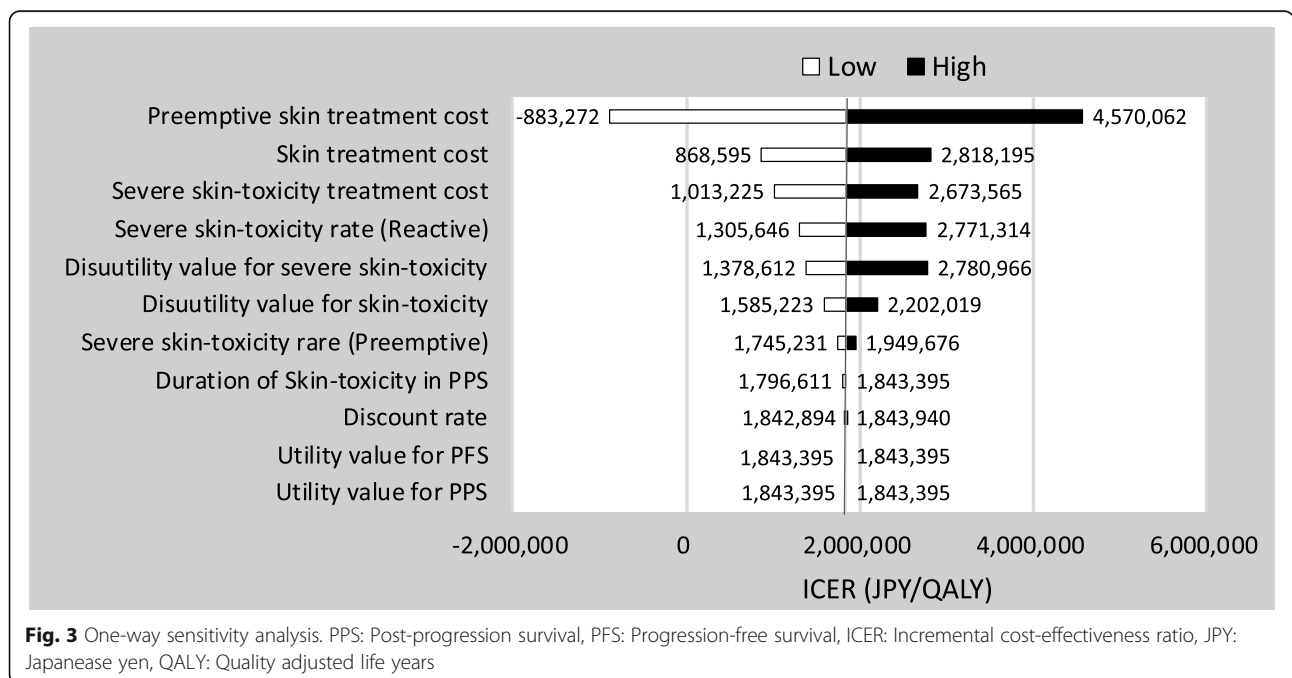 Low High
Preemptive skin treatment cost -883,272 4,570,062
Skin treatment cost 868,595 2,818,195
Severe skin-toxicity treatment cost 1,013,225 2,673,565
Severe skin-toxicity rate (Reactive) 1,305,646 2,771,314
Disuutility value for severe skin-toxicity 1,378,612 2,780,966
Disuutility value for skin-toxicity 1,585,223 2,202,019
Severe skin-toxicity rare (Preemptive) 1,745,231 1,949,676
Duration of Skin-toxicity in PPS 1,796,611 1,843,395
Discount rate 1,842,894 1,843,940
Utility value for PFS 1,843,395 1,843,395
Utility value for PPS 1,843,395 1,843,395
-2,000,000 0 2,000,000 4,000,000 6,000,000
ICER (JPY/QALY)
Fig. 3 One-way sensitivity analysis. PPS: Post-progression survival, PFS: Progression-free survival, ICER: Incremental cost-effectiveness ratio, JPY:
Japanease yen, QALY: Quality adjusted life years